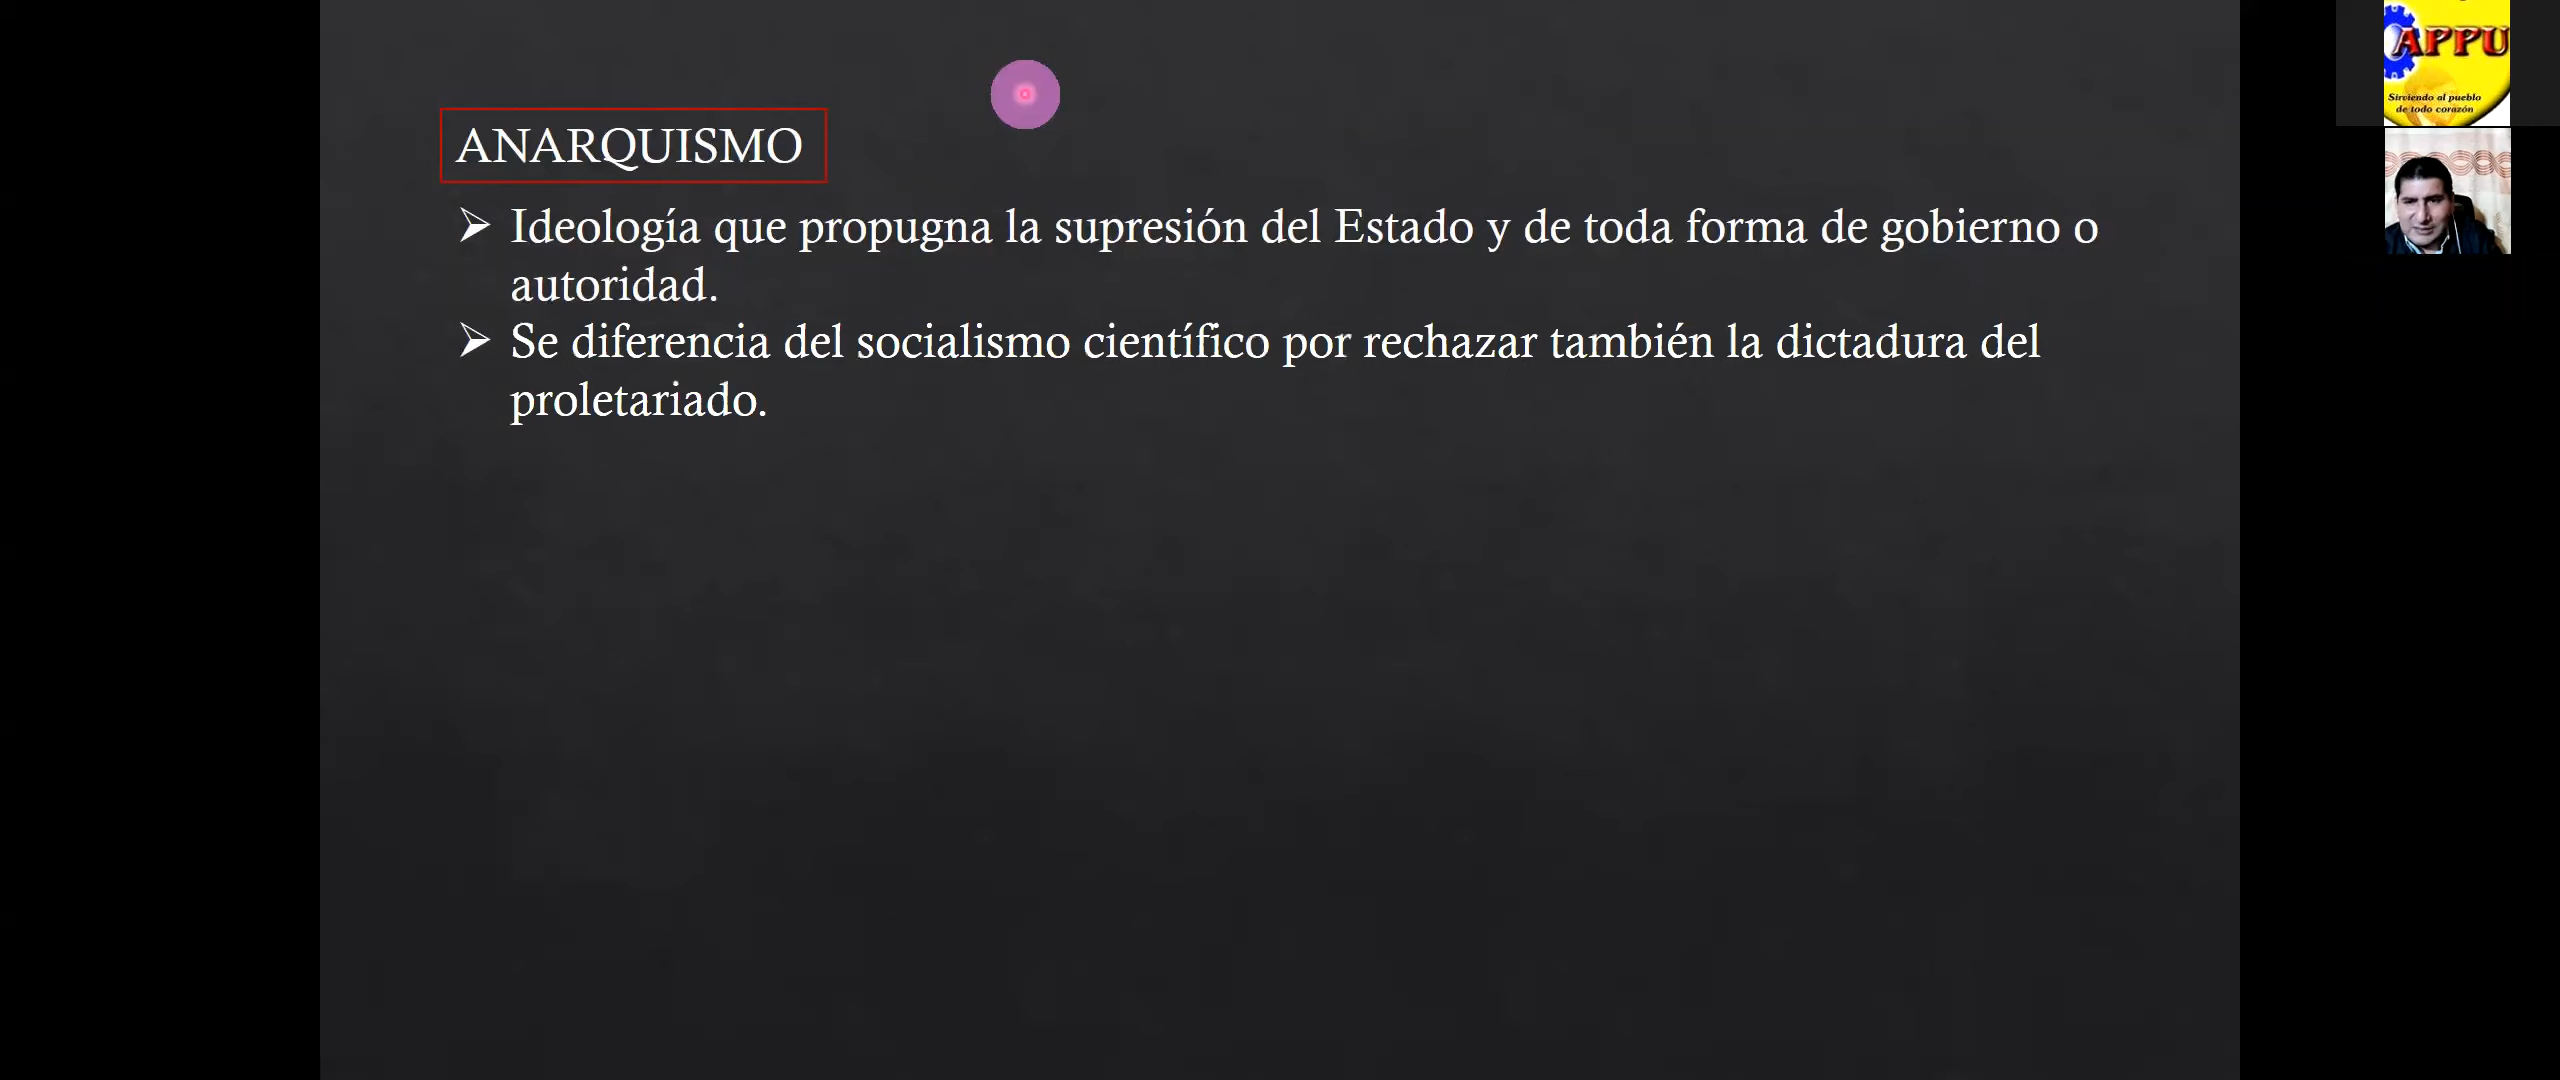 ANARQUISMO
➢ Ideología que propugna la supresión del Estado y de toda forma de gobierno o
autoridad.
➢ Se diferencia del socialismo científico por rechazar también la dictadura del
proletariado.
CAPPU
Sirviendo al pueblo
de todo corazón